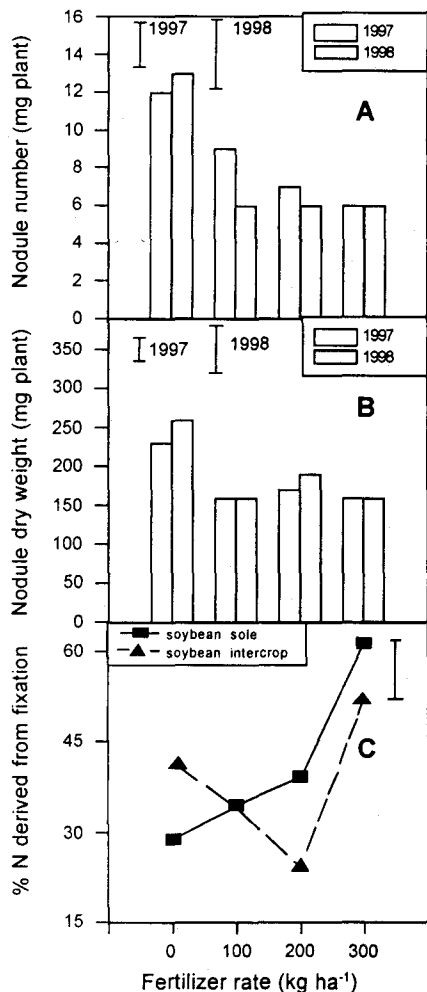 16
14
12
10
8
6
4
2
0
Nodule number (mg plant)
1997
1998
1997
1998
A
350
300
250
200
150
100
50
0
Nodule dry weight (mg plant)
1997
1998
1997
1998
B
soybean sole
soybean intercrop
60
45
30
15
% N derived from fixation
C
0 100 200 300
Fertilizer rate (kg ha⁻¹)